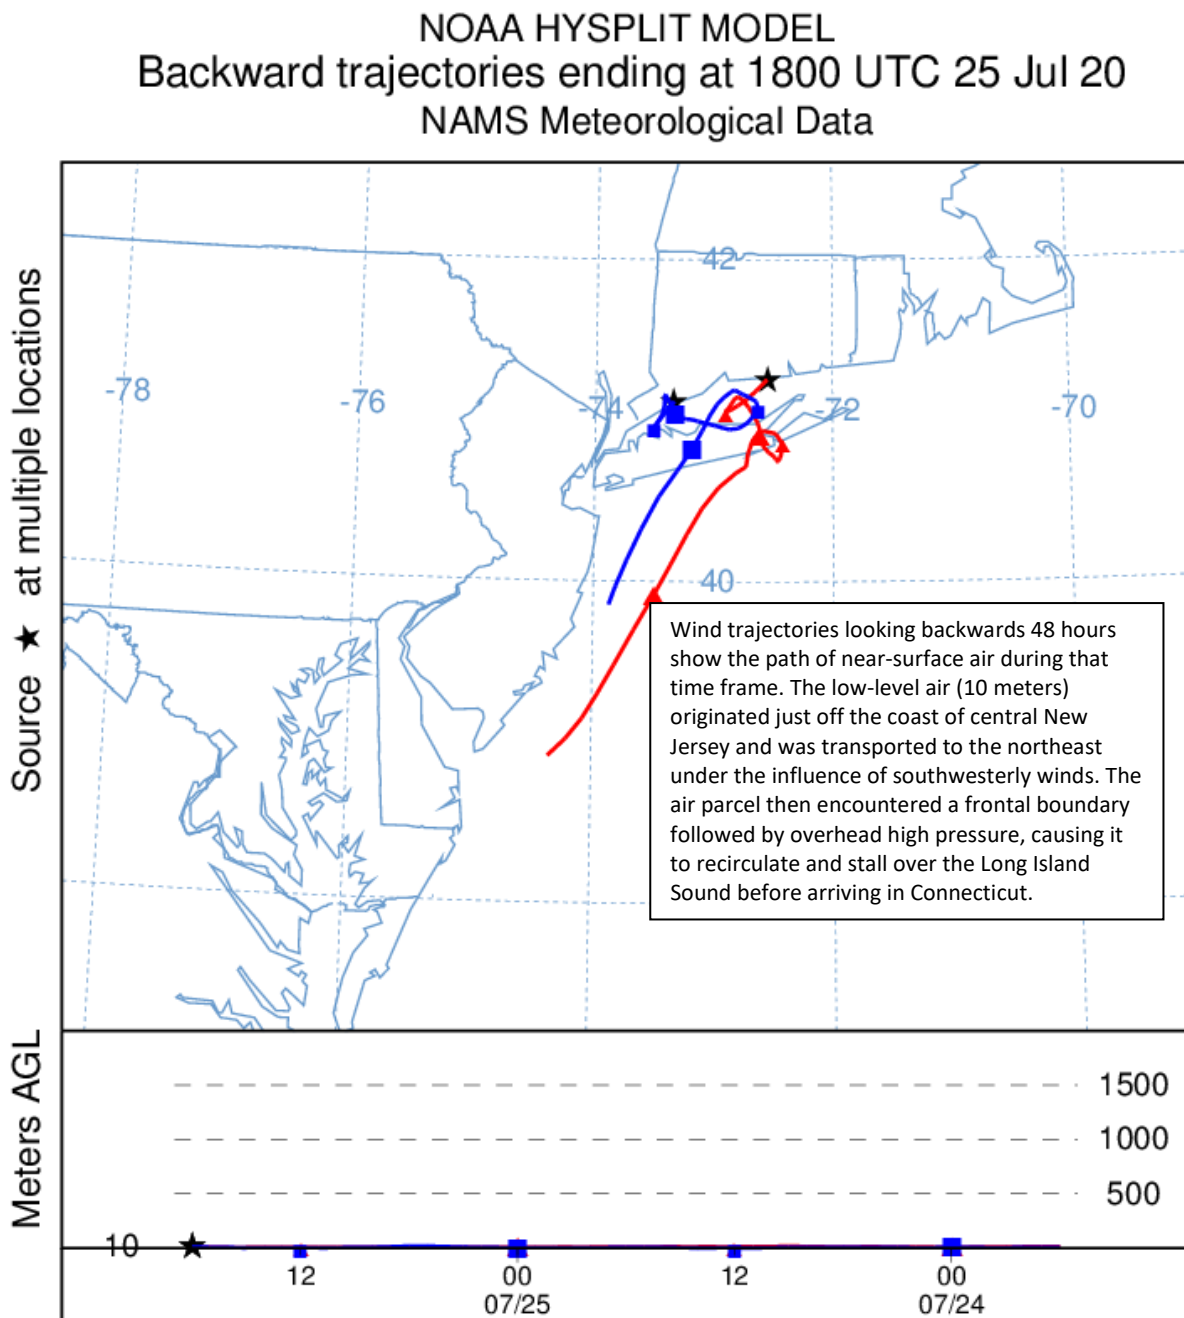 NOAA HYSPLIT MODEL
Backward trajectories ending at 1800 UTC 25 Jul 20
NAMS Meteorological Data
Source ★ at multiple locations
42
-78
-76
-74
-72
-70
40
Wind trajectories looking backwards 48 hours
show the path of near-surface air during that
time frame. The low-level air (10 meters)
originated just off the coast of central New
Jersey and was transported to the northeast
under the influence of southwesterly winds. The
air parcel then encountered a frontal boundary
followed by overhead high pressure, causing it
to recirculate and stall over the Long Island
Sound before arriving in Connecticut.
Meters AGL
1500
1000
500
10
12 00 12 00
07/25 07/24